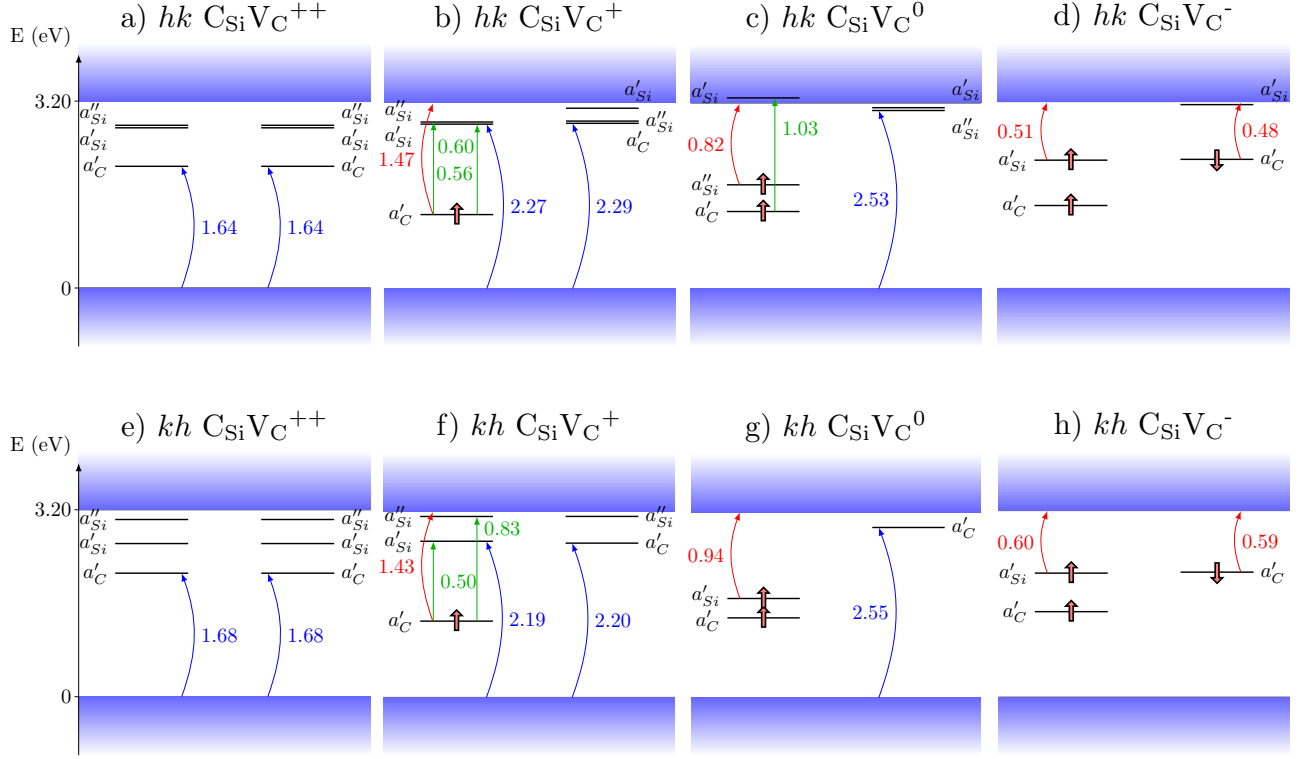 a) hk C_SiV_C^++
b) hk C_SiV_C^+
c) hk C_SiV_C^0
d) hk C_SiV_C^-
E (eV)
3.20
0
a''_Si
a'_Si
a'_C
a''_Si
a'_Si
a'_C
1.64
1.64
a''_Si
a'_Si
a'_C
1.47
0.60
0.56
2.27
2.29
a'_Si
a''_Si
a'_C
a'_Si
a''_Si
a'_C
0.82
1.03
2.53
a'_Si
a''_Si
a'_Si
a'_C
0.51
0.48
a'_Si
a'_C
e) kh C_SiV_C^++
f) kh C_SiV_C^+
g) kh C_SiV_C^0
h) kh C_SiV_C^-
E (eV)
3.20
0
a''_Si
a'_Si
a'_C
a''_Si
a'_Si
a'_C
1.68
1.68
a''_Si
a'_Si
a'_C
1.43
0.83
0.50
2.19
2.20
a''_Si
a'_C
a'_Si
a'_C
0.94
2.55
a'_C
a'_Si
a'_C
0.60
0.59
a'_C